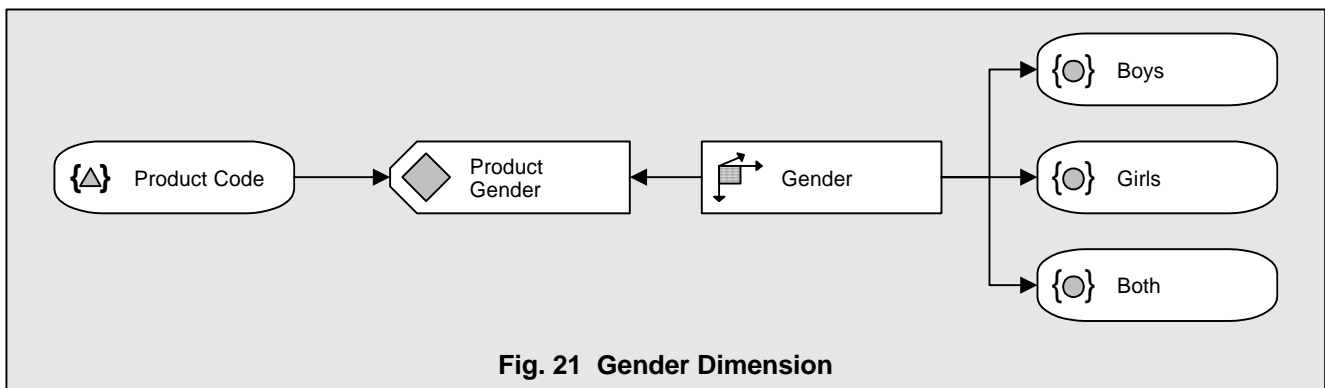 Boys
Product Code
Product
Gender
Gender
Girls
Both
Fig. 21 Gender Dimension